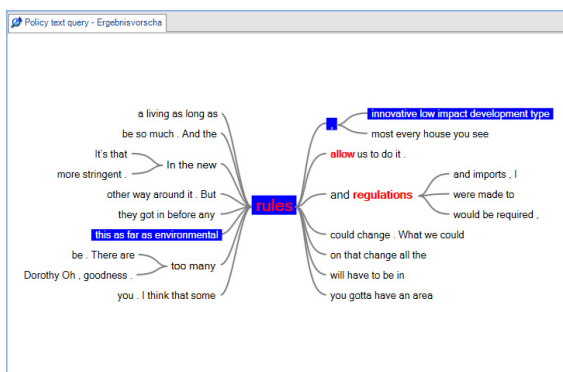 Policy text query - Ergebnisvorscha
a living as long as
be so much . And the
It's that
more stringent .
In the new
other way around it . But
they got in before any
this as far as environmental
be . There are
Dorothy Oh , goodness .
too many
you . I think that some
rules
,
innovative low impact development type
most every house you see
allow us to do it .
and regulations
and imports , I
were made to
would be required ,
could change . What we could
on that change all the
will have to be in
you gotta have an area